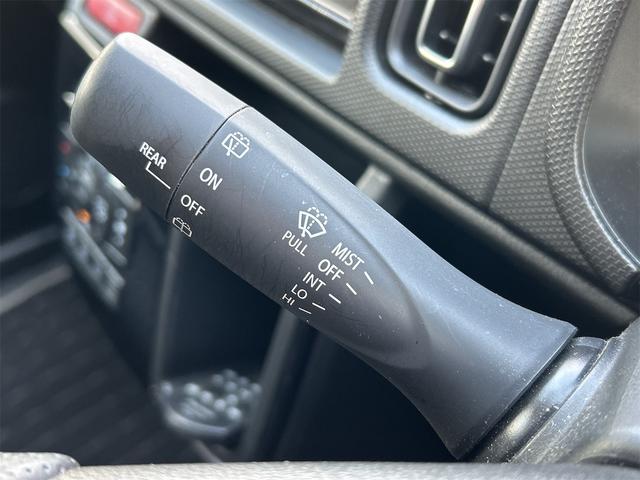 REAR
ON
OFF
PULL
MIST
OFF
INT
LO
HI